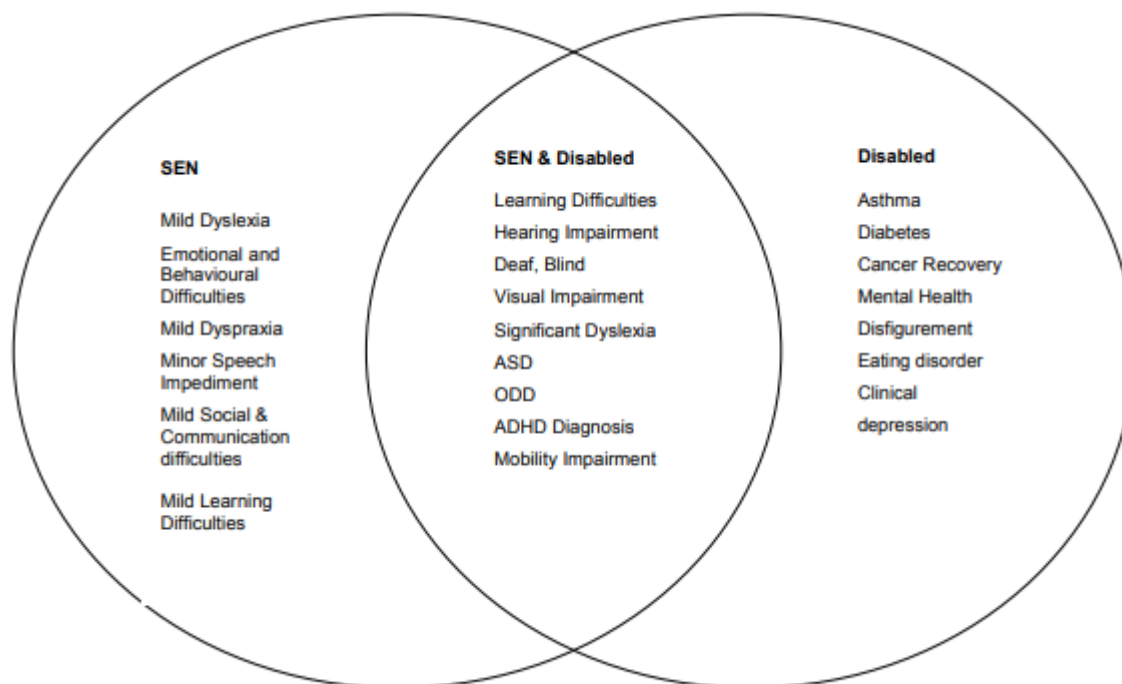 SEN
Mild Dyslexia
Emotional and
Behavioural
Difficulties
Mild Dyspraxia
Minor Speech
Impediment
Mild Social &
Communication
difficulties
Mild Learning
Difficulties
SEN & Disabled
Learning Difficulties
Hearing Impairment
Deaf, Blind
Visual Impairment
Significant Dyslexia
ASD
ODD
ADHD Diagnosis
Mobility Impairment
Disabled
Asthma
Diabetes
Cancer Recovery
Mental Health
Disfigurement
Eating disorder
Clinical
depression